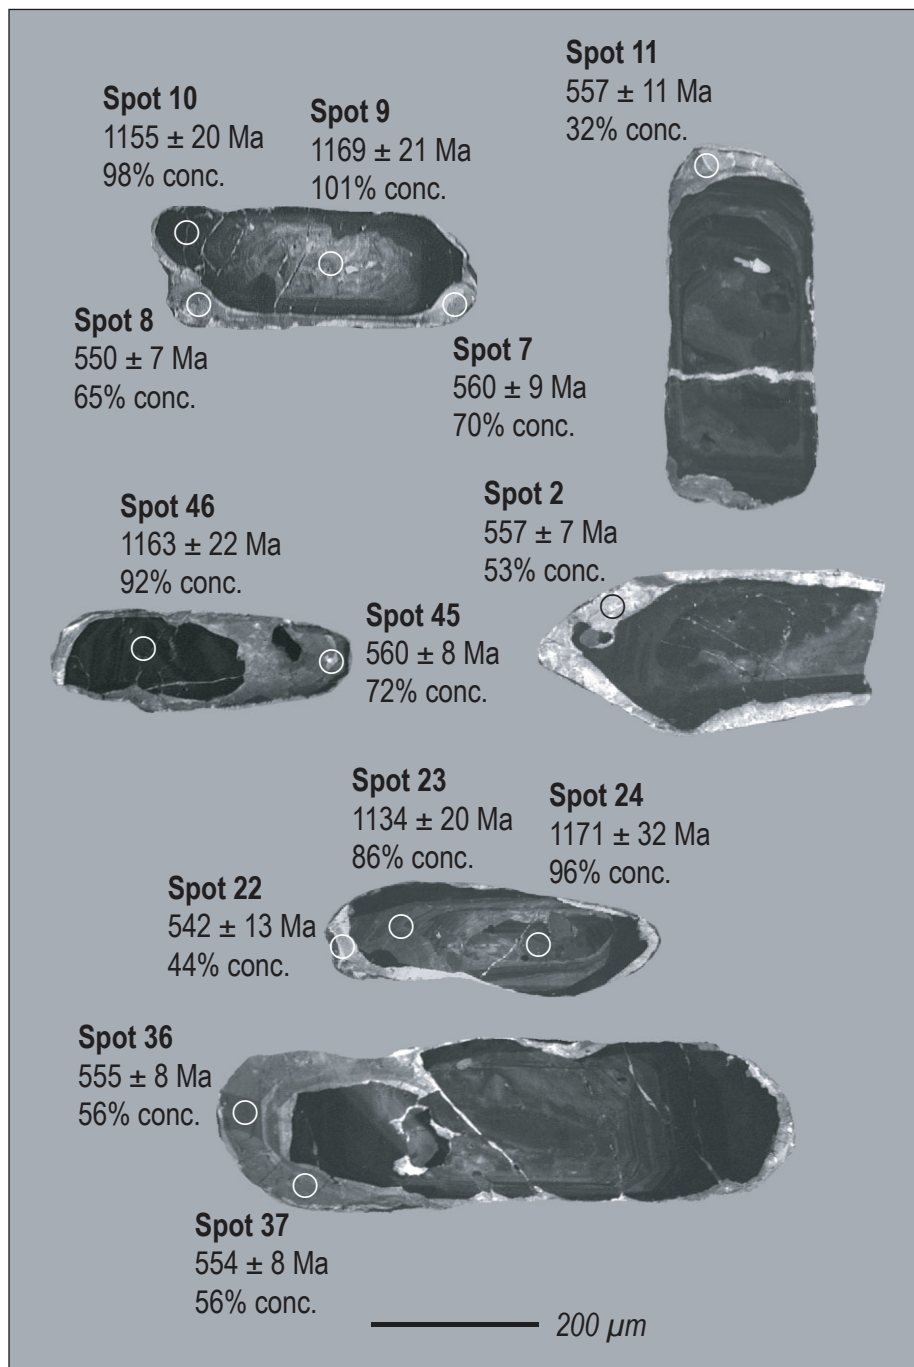 Spot 11
557 ± 11 Ma
32% conc.
Spot 10
1155 ± 20 Ma
98% conc.
Spot 9
1169 ± 21 Ma
101% conc.
Spot 8
550 ± 7 Ma
65% conc.
Spot 7
560 ± 9 Ma
70% conc.
Spot 46
1163 ± 22 Ma
92% conc.
Spot 2
557 ± 7 Ma
53% conc.
Spot 45
560 ± 8 Ma
72% conc.
Spot 23
1134 ± 20 Ma
86% conc.
Spot 24
1171 ± 32 Ma
96% conc.
Spot 22
542 ± 13 Ma
44% conc.
Spot 36
555 ± 8 Ma
56% conc.
Spot 37
554 ± 8 Ma
56% conc.
200 µm